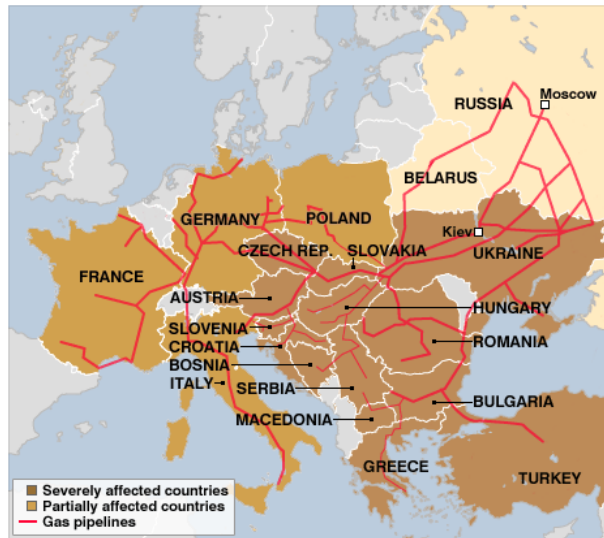 Moscow
RUSSIA
BELARUS
GERMANY
POLAND
Kiev
CZECH REP.
SLOVAKIA
UKRAINE
FRANCE
AUSTRIA
HUNGARY
SLOVENIA
CROATIA
ROMANIA
BOSNIA
ITALY
SERBIA
BULGARIA
MACEDONIA
GREECE
TURKEY
Severely affected countries
Partially affected countries
Gas pipelines